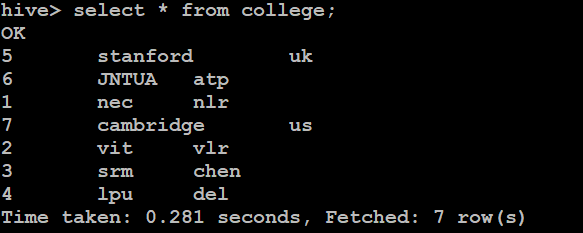 hive> select * from college;
OK
5 stanford uk
6 JNTUA atp
1 nec nlr
7 cambridge us
2 vit vlr
3 srm chen
4 lpu del
Time taken: 0.281 seconds, Fetched: 7 row(s)